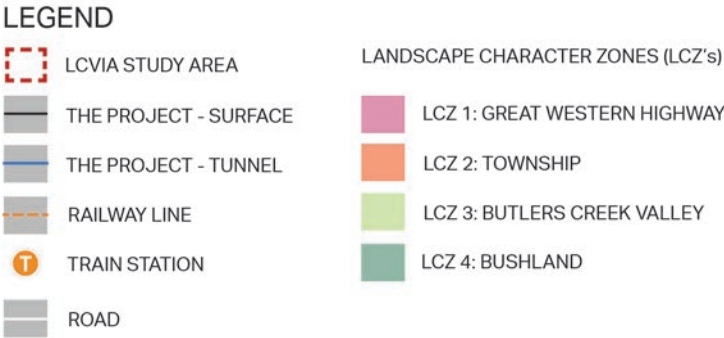 LEGEND
LCVIA STUDY AREA
THE PROJECT - SURFACE
THE PROJECT - TUNNEL
RAILWAY LINE
T
TRAIN STATION
ROAD
LANDSCAPE CHARACTER ZONES (LCZ's)
LCZ 1: GREAT WESTERN HIGHWAY
LCZ 2: TOWNSHIP
LCZ 3: BUTLERS CREEK VALLEY
LCZ 4: BUSHLAND